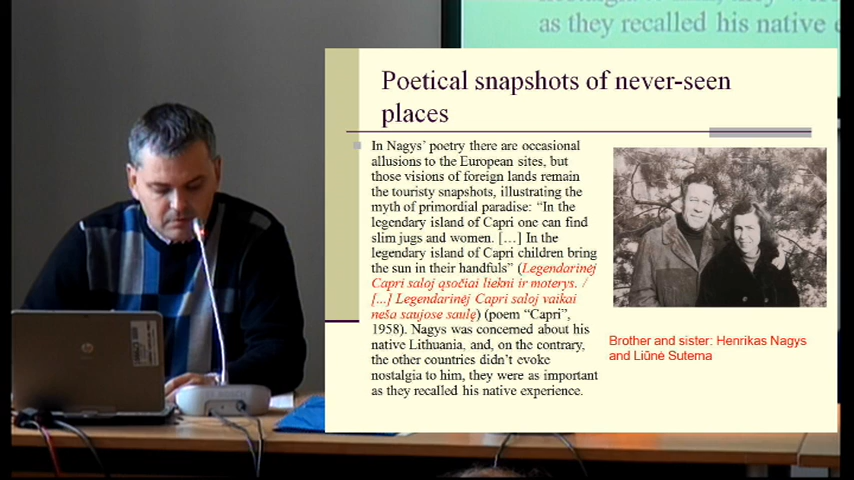 as they recalled his native e
Poetical snapshots of never-seen
places
In Nagys’ poetry there are occasional
allusions to the European sites, but
those visions of foreign lands remain
the touristy snapshots, illustrating the
myth of primordial paradise: “In the
legendary island of Capri one can find
slim jugs and women. […] In the
legendary island of Capri children bring
the sun in their handfuls” (Legendarinėj
Capri saloj ąsočiai liekni ir moterys. /
[...] Legendarinėj Capri saloj vaikai
neša saujose saulę) (poem “Capri”,
1958). Nagys was concerned about his
native Lithuania, and, on the contrary,
the other countries didn’t evoke
nostalgia to him, they were as important
as they recalled his native experience.
Brother and sister: Henrikas Nagys
and Liūnė Sutema